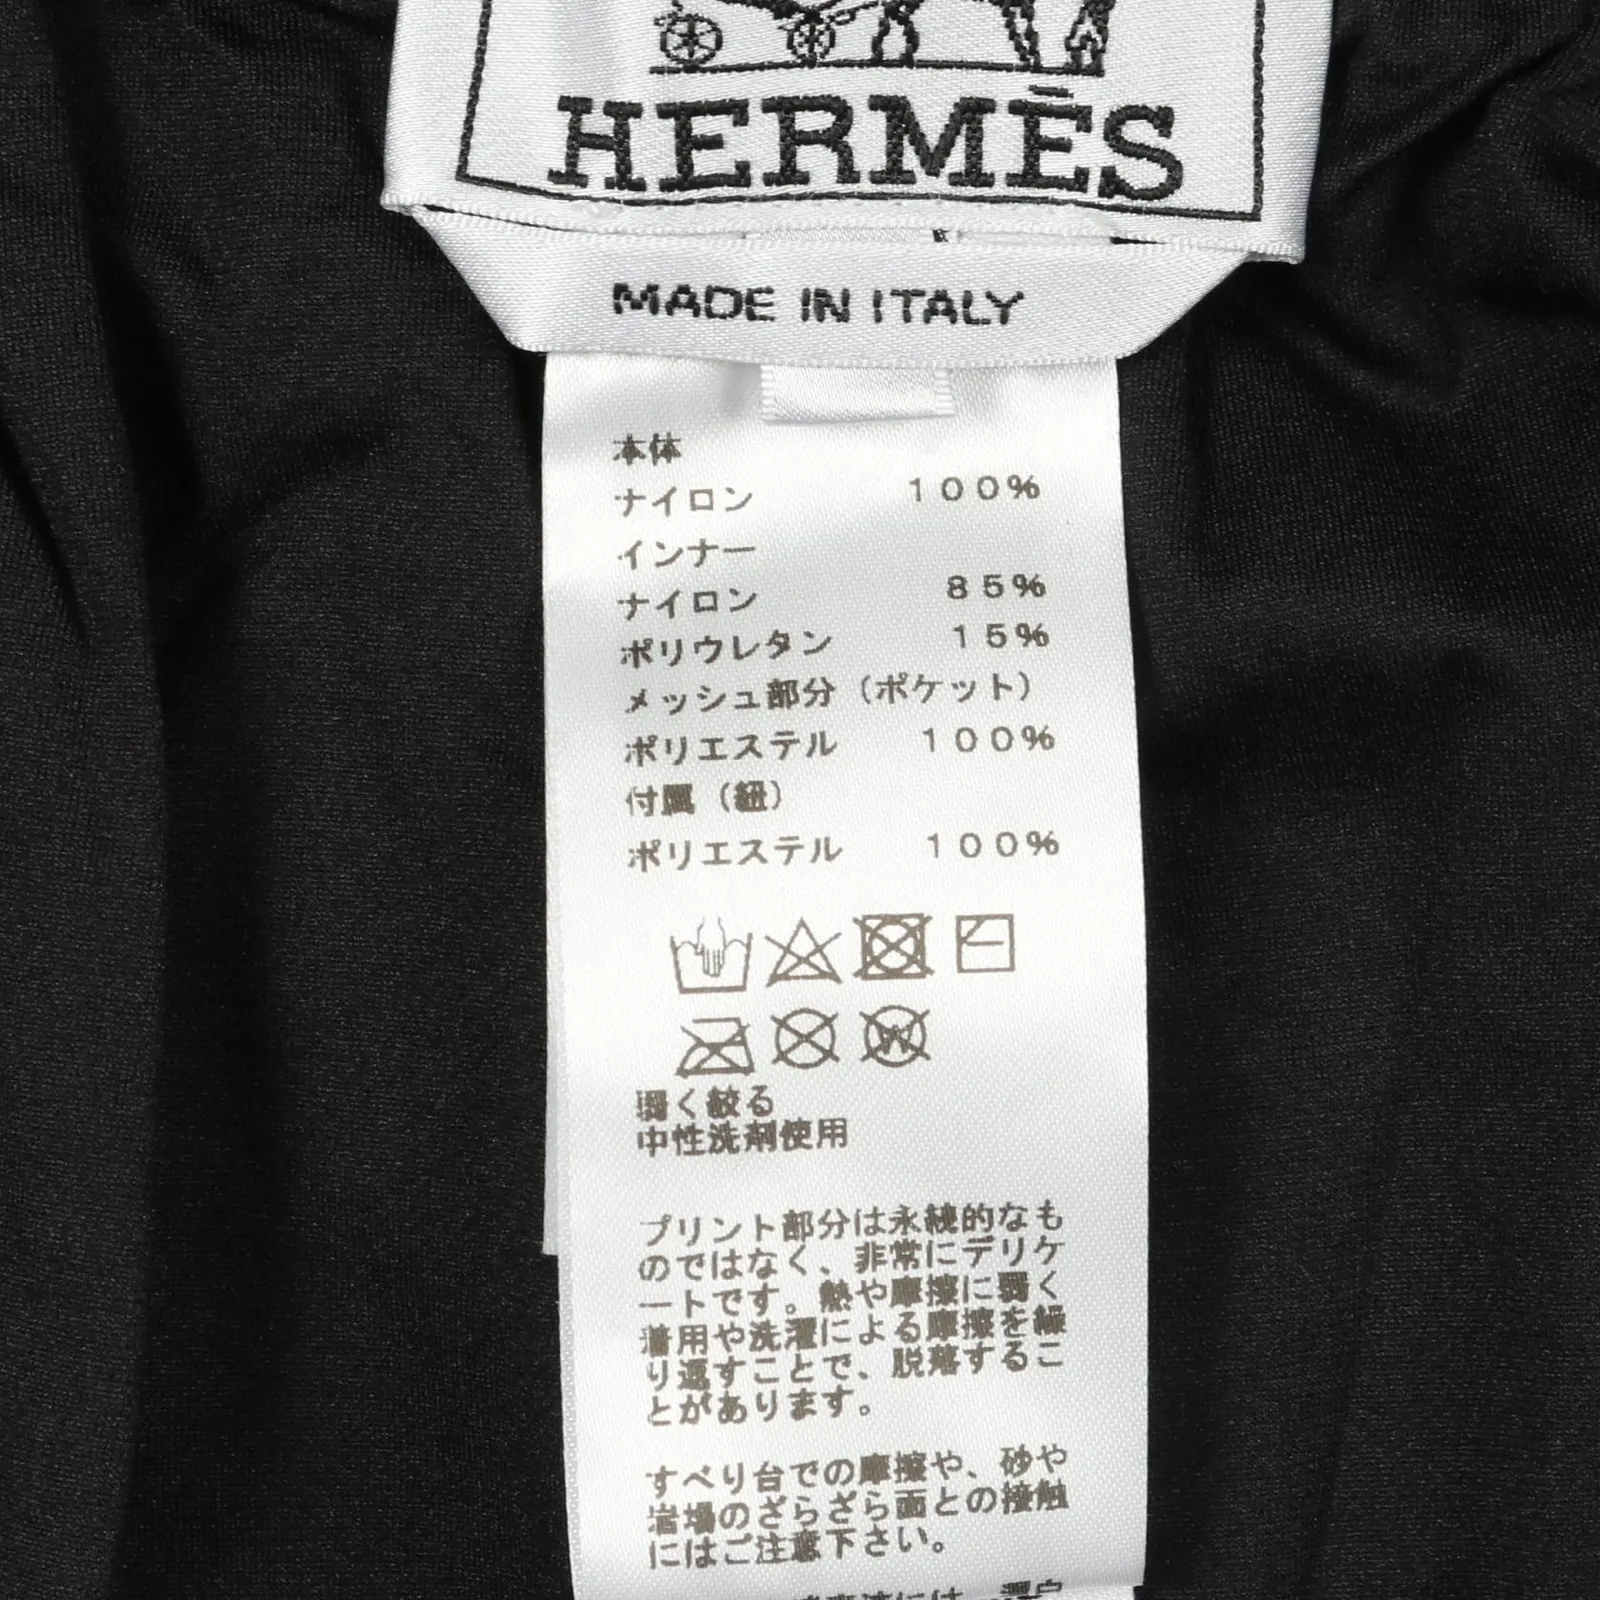 HERMĒS
MADE IN ITALY
本体
ナイロン 100%
インナー
ナイロン 85%
ポリウレタン 15%
メッシュ部分(ポケット)
ポリエステル 100%
付属(紐)
ポリエステル 100%
W
弱く絞る
中性洗剤使用
プリント部分は永続的なも
のではなく、非常にデリケ
ートです。熱や摩擦に弱く
着用や洗濯による摩擦を繰
り返すことで、脱落するこ
とがあります。
すべり台での摩擦や、砂や
岩場のざらざら面との接触
にはご注意下さい。